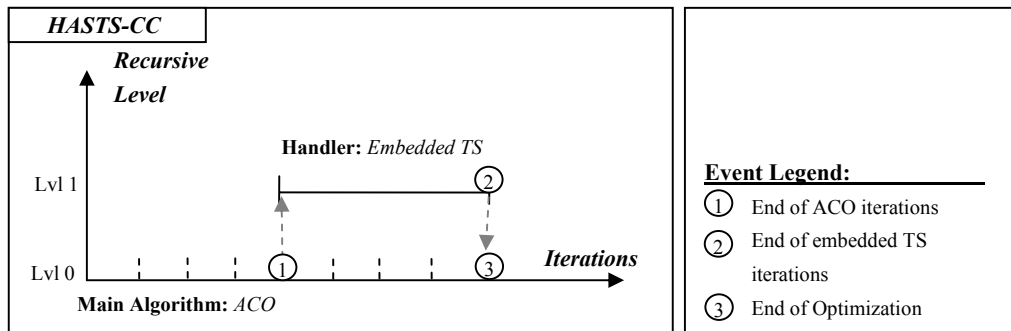 HASTS-CC
Recursive
Level
Handler: Embedded TS
Lvl 1
2
Lvl 0
1
3
Iterations
Main Algorithm: ACO
Event Legend:
1 End of ACO iterations
2 End of embedded TS
iterations
3 End of Optimization